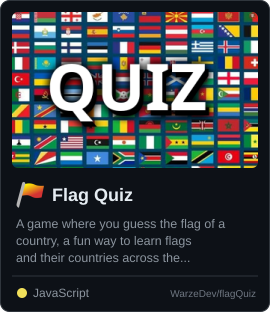 QUIZ
Flag Quiz
A game where you guess the flag of a
country, a fun way to learn flags
and their countries across the...
JavaScript
WarzeDev/flagQuiz